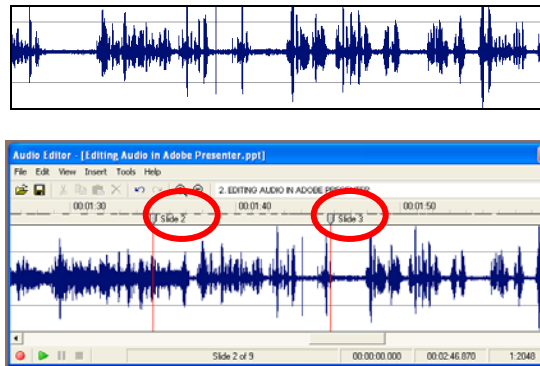 Audio Editor - [Editing Audio in Adobe Presenter.ppt]
File Edit View Insert Tools Help
2. EDITING AUDIO IN ADOBE PRESENTER
00:01:30 00:01:40 00:01:50
Slide 2 Slide 3
Slide 2 of 9 00:00:00.000 00:02:46.870 1:2048